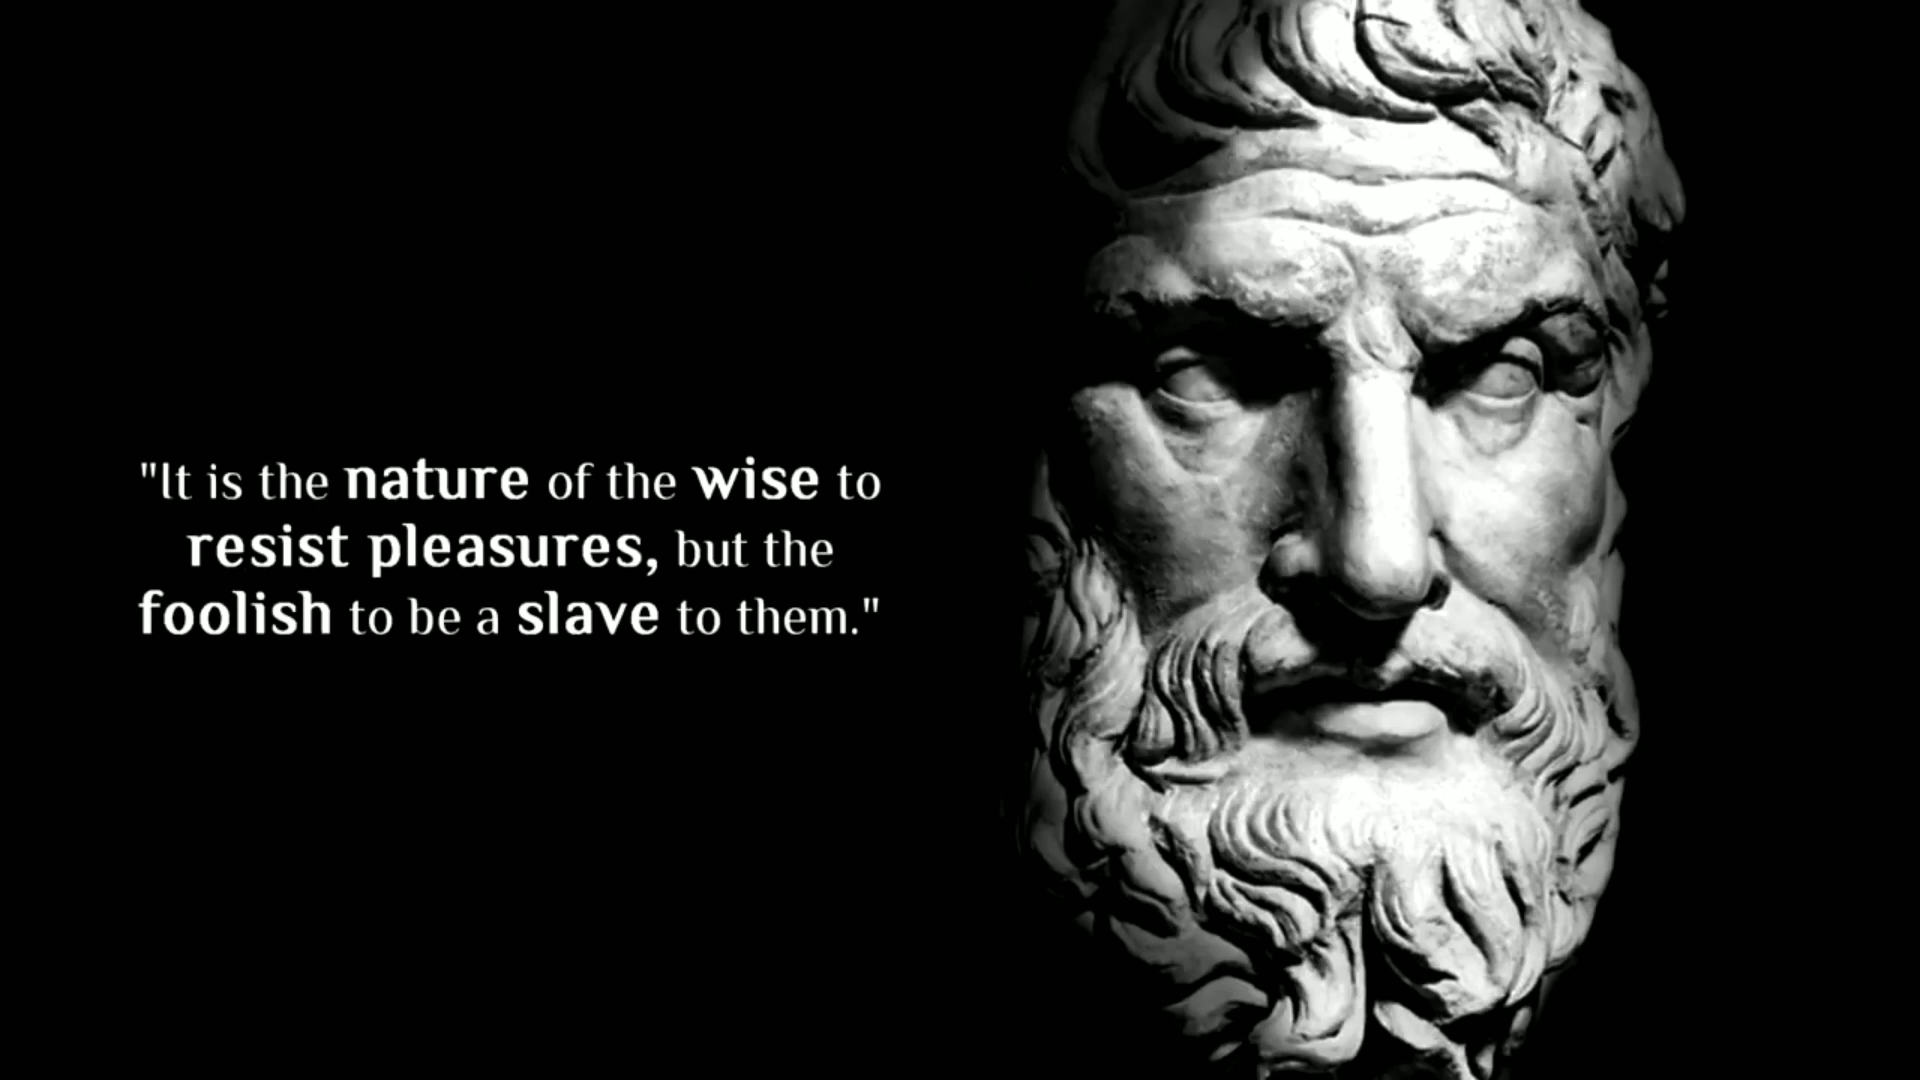 "It is the nature of the wise to
resist pleasures, but the
foolish to be a slave to them."